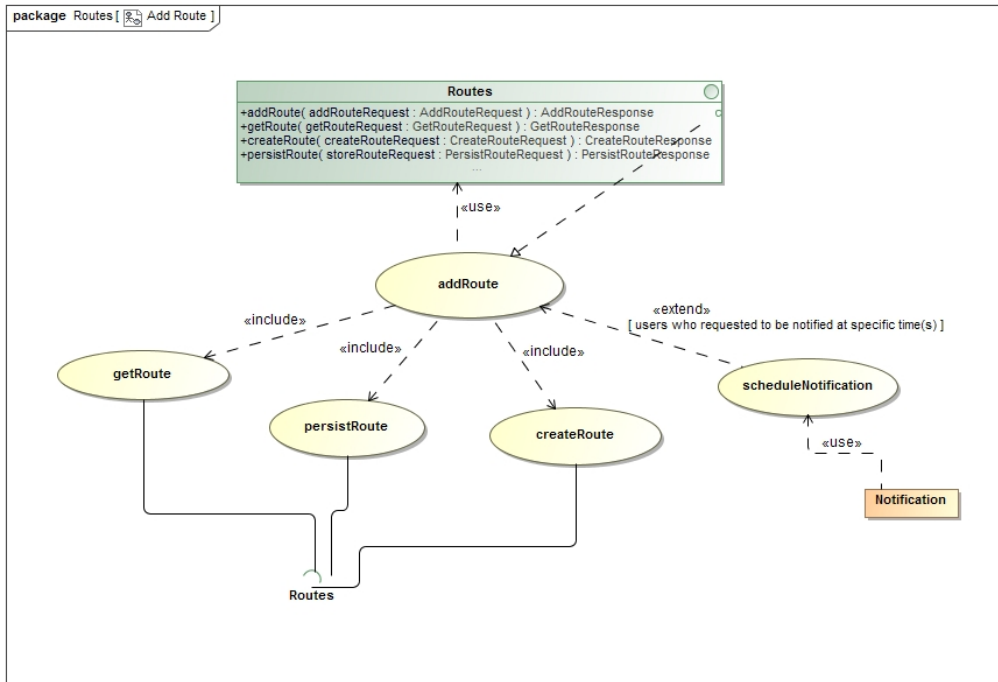 package Routes [ Add Route ]
Routes
+addRoute( addRouteRequest : AddRouteRequest ) : AddRouteResponse
+getRoute( getRouteRequest : GetRouteRequest ) : GetRouteResponse
+createRoute( createRouteRequest : CreateRouteRequest ) : CreateRouteResponse
+persistRoute( storeRouteRequest : PersistRouteRequest ) : PersistRouteResponse
...
«use»
addRoute
«extend»
[ users who requested to be notified at specific time(s) ]
«include»
«include»
«include»
getRoute
scheduleNotification
persistRoute
createRoute
«use»
Notification
Routes